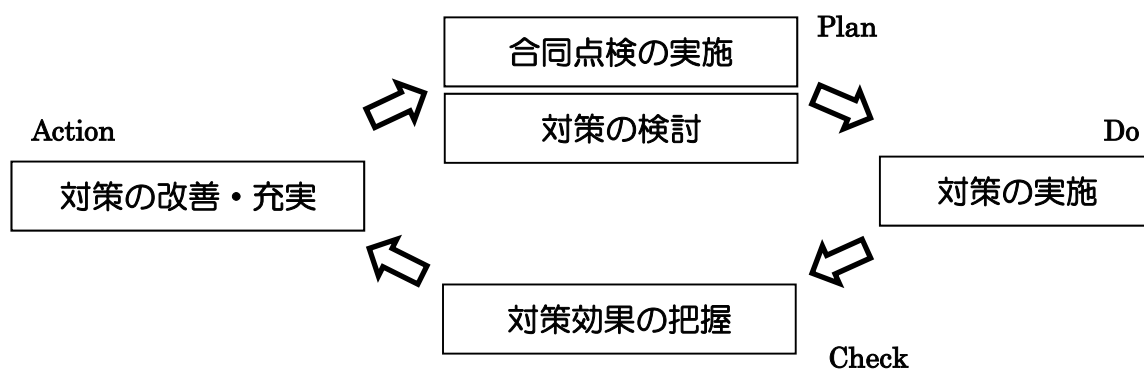 合同点検の実施
Plan
対策の検討
Action
Do
対策の改善・充実
対策の実施
対策効果の把握
Check